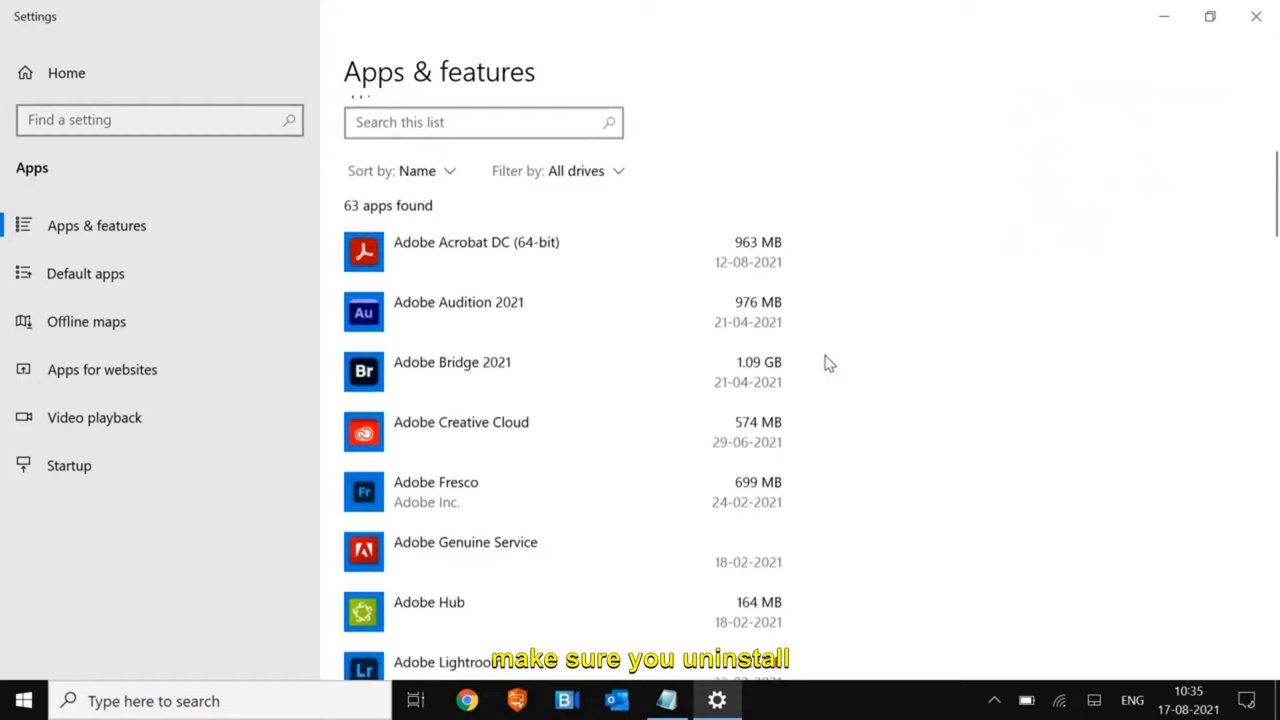 Settings
Home
Find a setting
Apps
Apps & features
Default apps
Offline maps
Apps for websites
Video playback
Startup
Apps & features
Search this list
Sort by: Name
Filter by: All drives
63 apps found
Adobe Acrobat DC (64-bit) 963 MB
12-08-2021
Au Adobe Audition 2021 976 MB
21-04-2021
Br Adobe Bridge 2021 1.09 GB
21-04-2021
Adobe Creative Cloud 574 MB
29-06-2021
Fr Adobe Fresco 699 MB
Adobe Inc. 24-02-2021
Adobe Genuine Service
18-02-2021
Adobe Hub 164 MB
18-02-2021
Lr Adobe
make sure you uninstall
Type here to search
ENG
10:35
17-08-2021